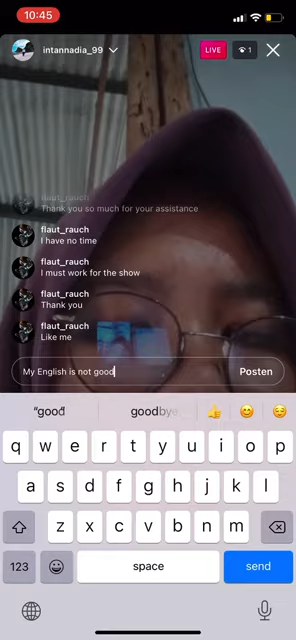 10:45
intannadia_99
LIVE
1
flaut_rauch
Thank you so much for your assistance
flaut_rauch
I have no time
flaut_rauch
I must work for the show
flaut_rauch
Thank you
flaut_rauch
Like me
My English is not good
Posten
“good” goodbye 👍 😊 😌
q w e r t y u i o p
a s d f g h j k l
z x c v b n m
123 space send